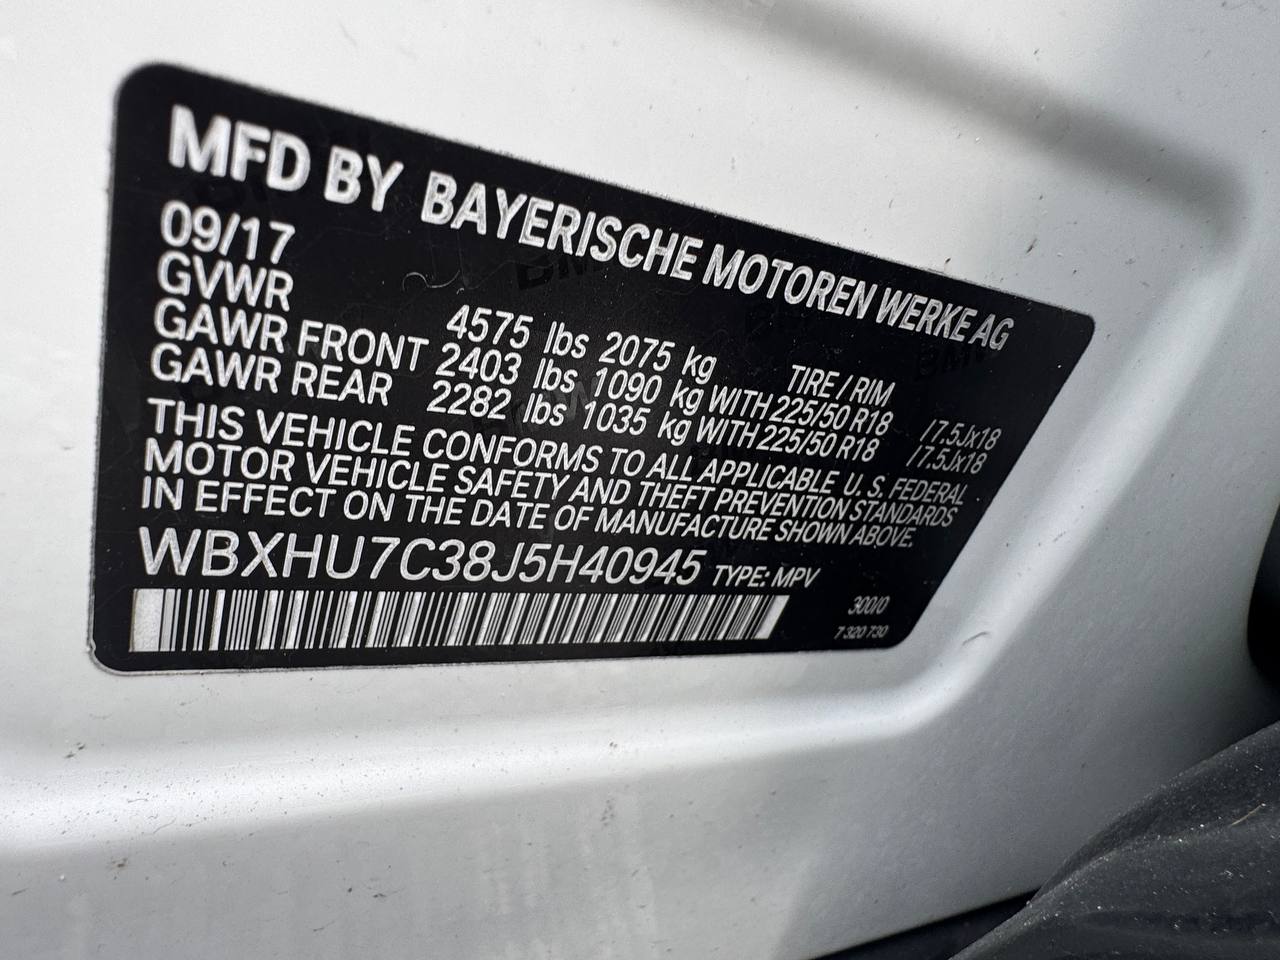 MFD BY BAYERISCHE MOTOREN WERKE AG
09/17
GVWR 4575 lbs 2075 kg TIRE / RIM
GAWR FRONT 2403 lbs 1090 kg WITH 225/50 R18 / 7.5Jx18
GAWR REAR 2282 lbs 1035 kg WITH 225/50 R18 / 7.5Jx18
THIS VEHICLE CONFORMS TO ALL APPLICABLE U.S. FEDERAL
MOTOR VEHICLE SAFETY AND THEFT PREVENTION STANDARDS
IN EFFECT ON THE DATE OF MANUFACTURE SHOWN ABOVE.
WBXHU7C38J5H40945 TYPE: MPV
300/0
7 320 730